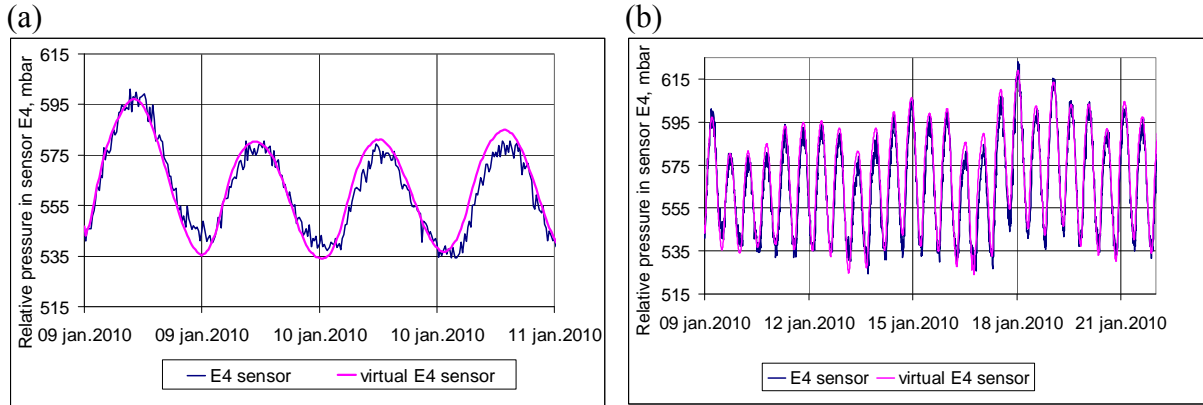 (a)
Relative pressure in sensor E4, mbar
615
595
575
555
535
515
09 jan.2010 09 jan.2010 10 jan.2010 10 jan.2010 11 jan.2010
E4 sensor virtual E4 sensor
(b)
Relative pressure in sensor E4, mbar
615
595
575
555
535
515
09 jan.2010 12 jan.2010 15 jan.2010 18 jan.2010 21 jan.2010
E4 sensor virtual E4 sensor